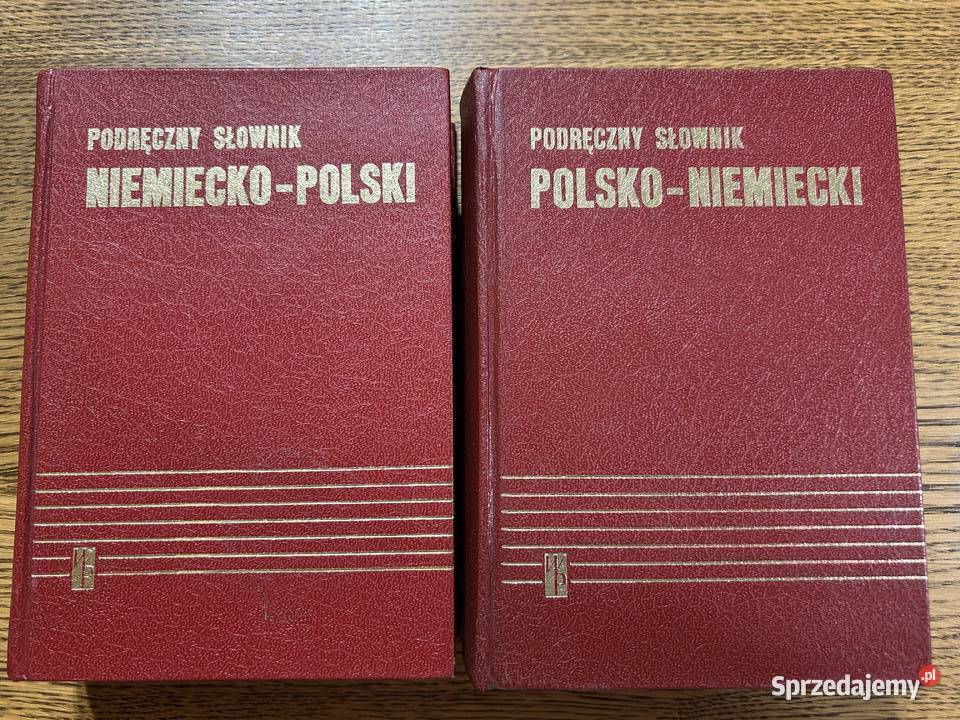 PODRĘCZNY SŁOWNIK
NIEMIECKO-POLSKI
PODRĘCZNY SŁOWNIK
POLSKO-NIEMIECKI
Sprzedajemy.pl